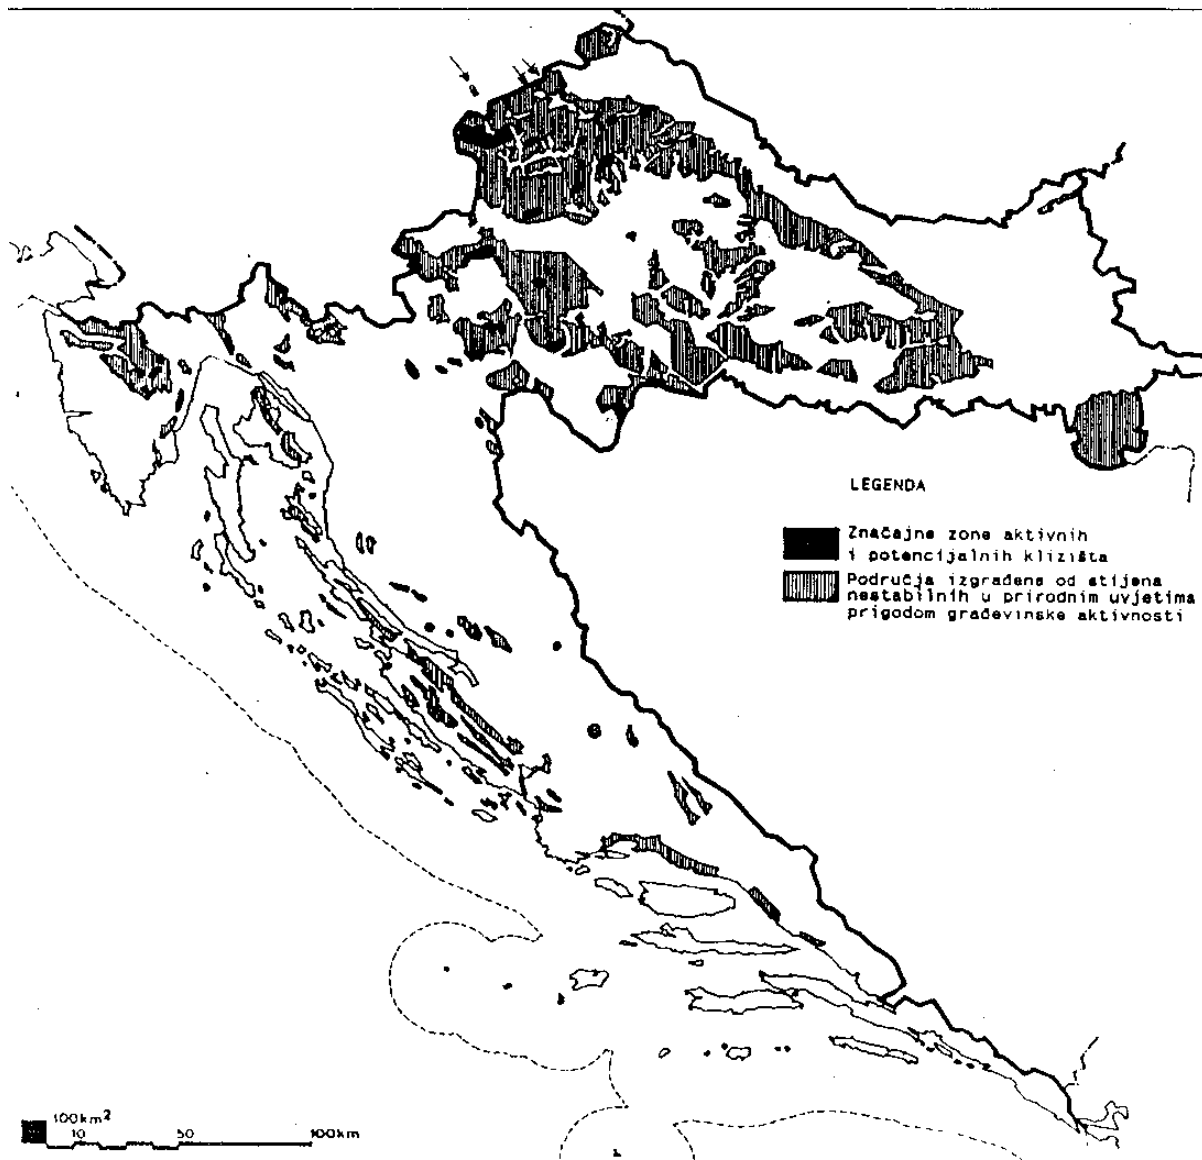 LEGENDA
Značajne zone aktivnih
i potencijalnih klizišta
Područja izgrađena od stijena
nestabilnih u prirodnim uvjetima
prigodom građevinske aktivnosti
100km²
10 50 100km